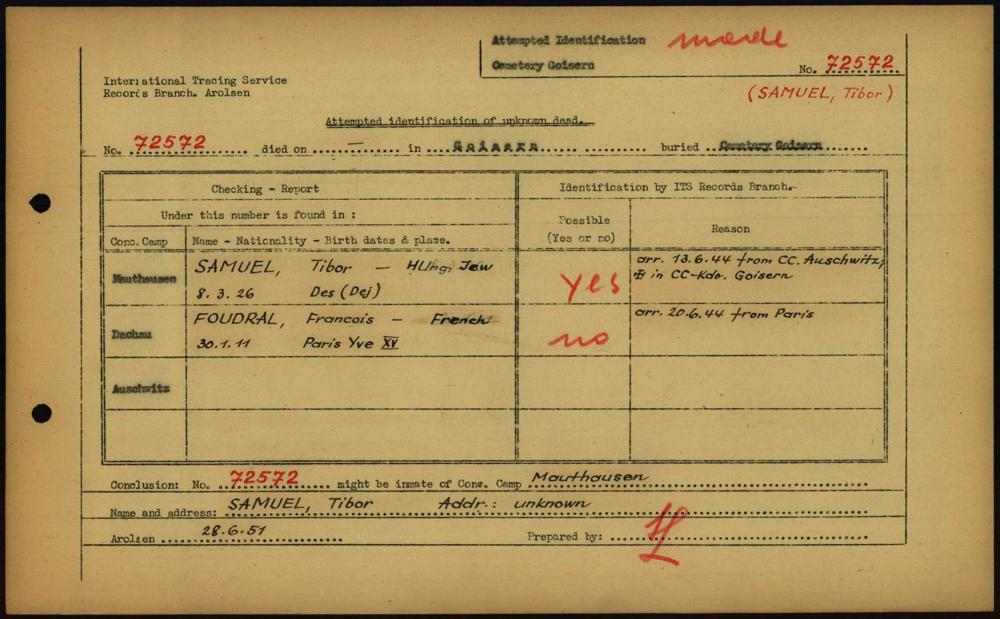 Attempted Identification made
Cemetery Goisern
No. 72572
International Tracing Service
Records Branch. Arolsen
(SAMUEL, Tibor)
Attempted identification of unknown dead.
No. 72572 died on — in Goisern buried Cemetery Goisern
Checking - Report
Identification by ITS Records Branch.
Under this number is found in :
Possible
(Yes or no)
Reason
Conc. Camp
Name - Nationality - Birth dates & place.
Mauthausen
SAMUEL, Tibor — Hung. Jew
8. 3. 26 Des (Dej)
Yes
arr. 13.6.44 from CC. Auschwitz,
in CC-Kdo. Goisern
Dachau
FOUDRAL, Francois — French
30.1.11 Paris Yve XV
no
arr. 20.6.44 from Paris
Auschwitz
Conclusion: No. 72572 might be inmate of Conc. Camp Mauthausen
Name and address: SAMUEL, Tibor Addr.: unknown
Arolsen 28.6.51
Prepared by: